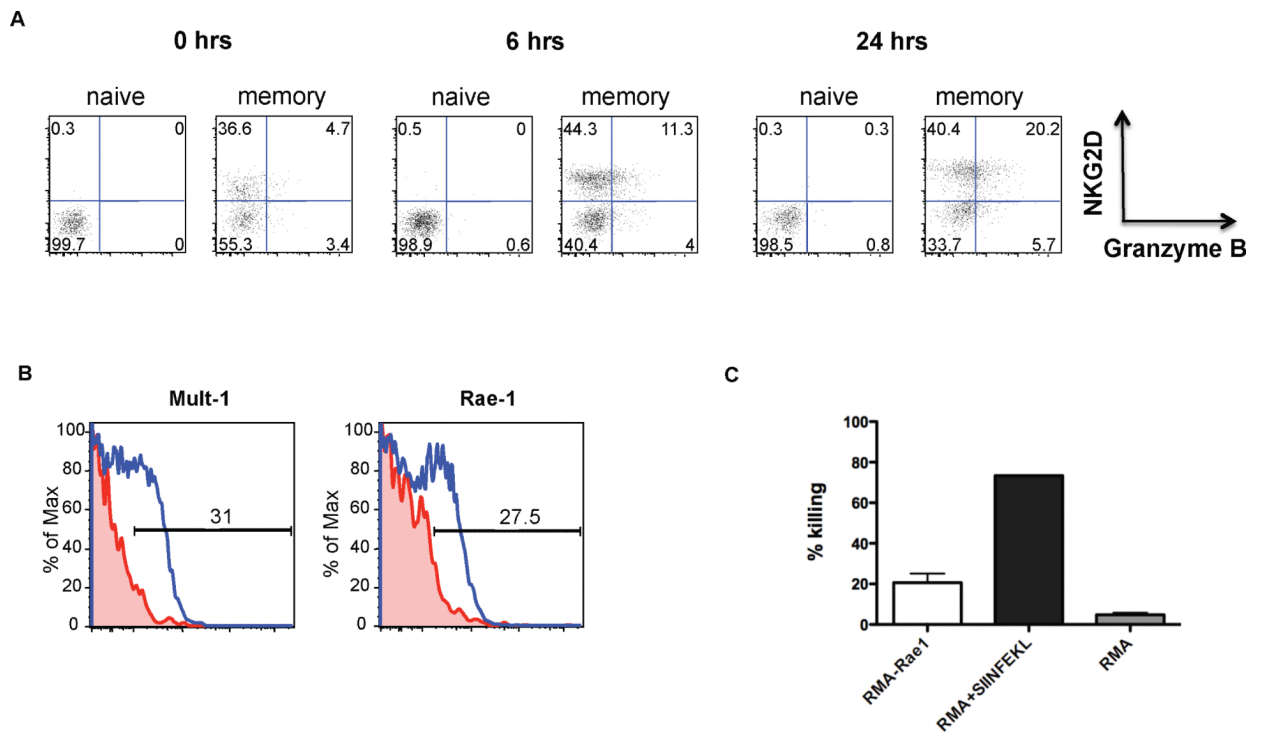 A
0 hrs 6 hrs 24 hrs
naive memory naive memory naive memory
0.3 0 36.6 4.7 0.5 0 44.3 11.3 0.3 0.3 40.4 20.2
99.7 0 55.3 3.4 98.9 0.6 40.4 4 98.5 0.8 33.7 5.7
NKG2D
Granzyme B
B
Mult-1 Rae-1
% of Max
100
80
60
40
20
0
31
% of Max
100
80
60
40
20
0
27.5
C
% killing
100
80
60
40
20
0
RMA-Rae1
RMA+SIINFEKL
RMA